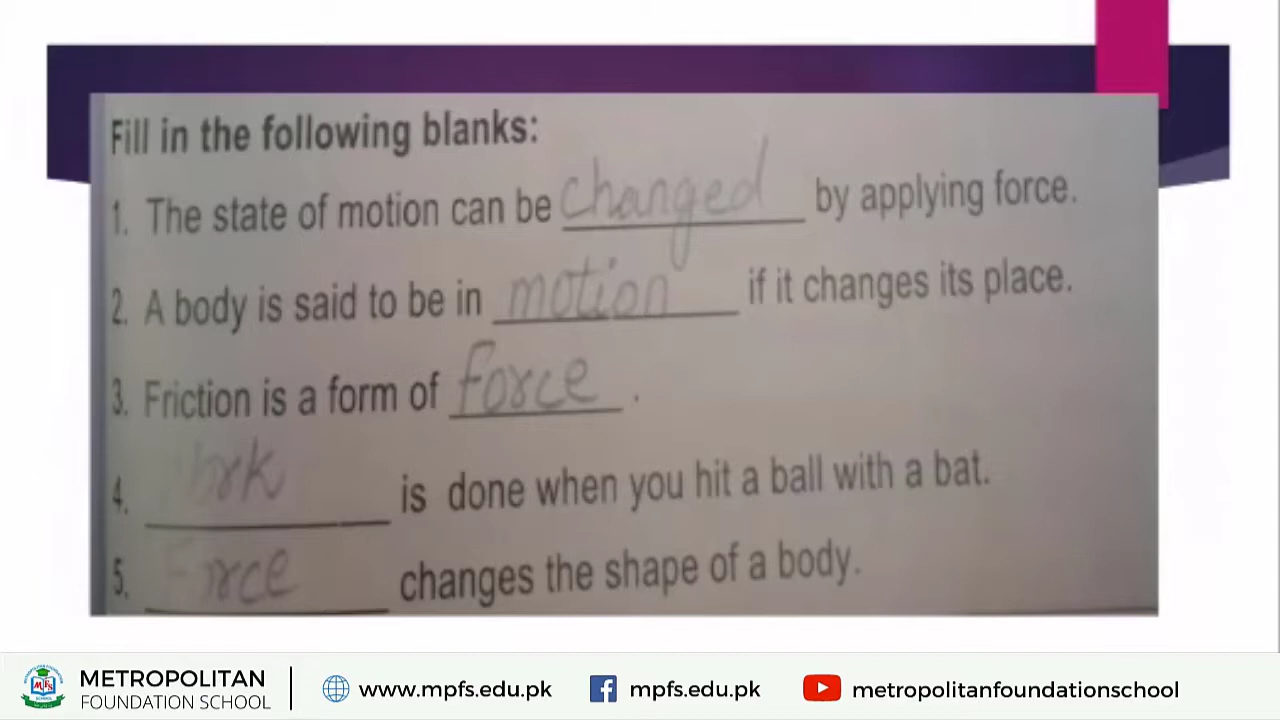 Fill in the following blanks:
1. The state of motion can be changed by applying force.
2. A body is said to be in motion if it changes its place.
3. Friction is a form of force.
4. Work is done when you hit a ball with a bat.
5. Force changes the shape of a body.
METROPOLITAN
FOUNDATION SCHOOL
www.mpfs.edu.pk
mpfs.edu.pk
metropolitanfoundationschool